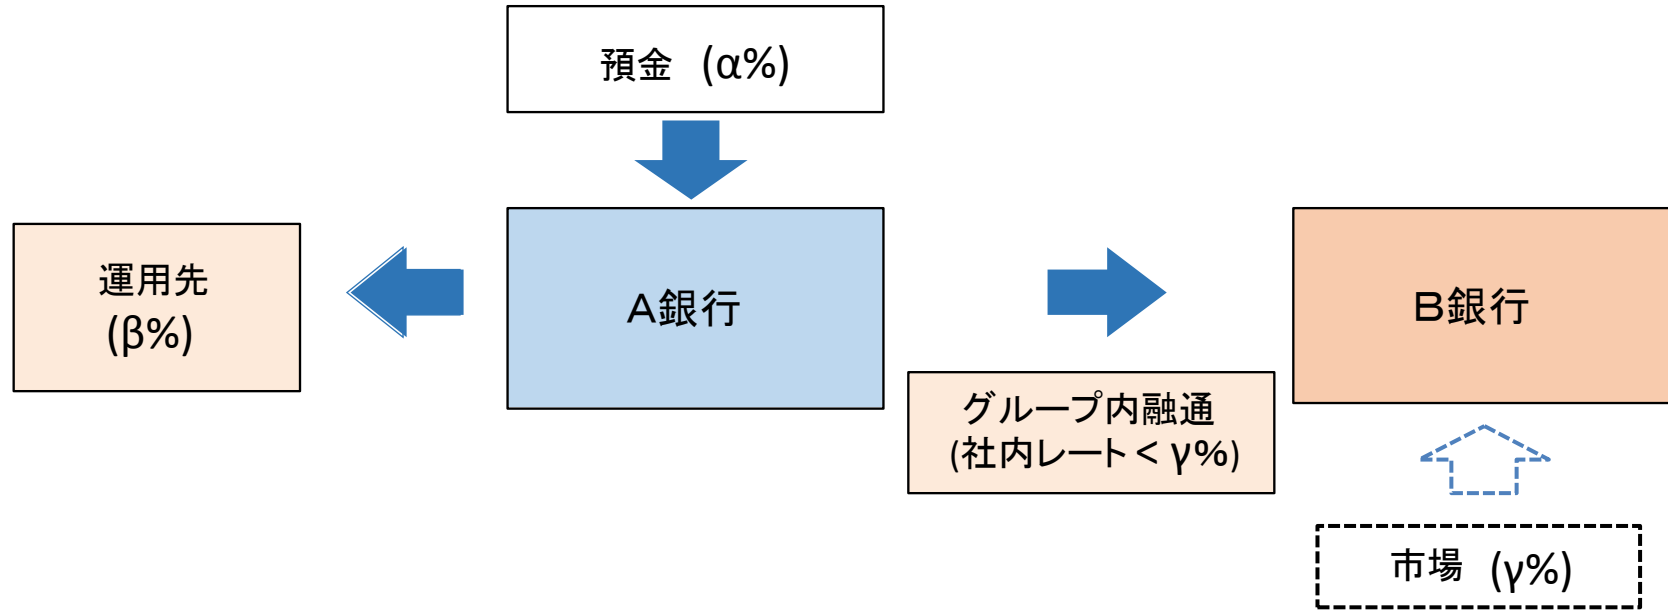 預金 (α%)
運用先
(β%)
A銀行
B銀行
グループ内融通
(社内レート < γ%)
市場 (γ%)